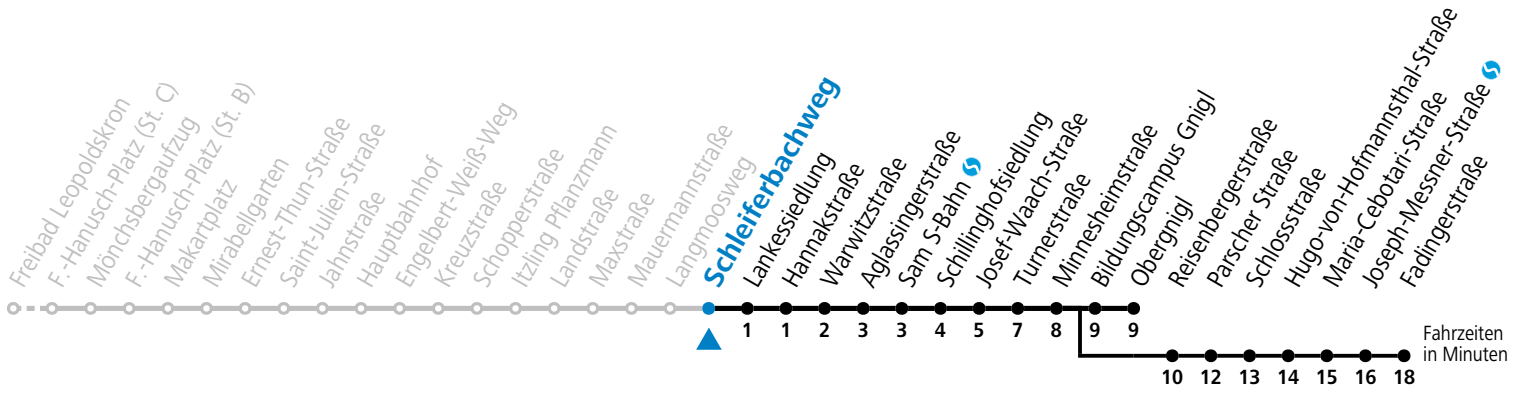 Freibad Leopoldskron
F.-Hanusch-Platz (St. C)
Mönchsbergaufzug
F.-Hanusch-Platz (St. B)
Makartplatz
Mirabellgarten
Ernest-Thun-Straße
Saint-Julien-Straße
Jahnstraße
Hauptbahnhof
Engelbert-Weiß-Weg
Kreuzstraße
Schopperstraße
Itzling Pflanzmann
Landstraße
Maxstraße
Mauermannstraße
Langmoosweg
Schleiferbachweg
Lankessiedlung
Hannakstraße
Warwitzstraße
Aglassingerstraße
Sam S-Bahn
Schillinghofsiedlung
Josef-Waach-Straße
Turnerstraße
Minnesheimstraße
Bildungscampus Gnigl
Obergnigl
Reisenbergerstraße
Parscher Straße
Schlossstraße
Hugo-von-Hofmannsthal-Straße
Maria-Cebotari-Straße
Joseph-Messner-Straße
Fadingerstraße
1 1 2 3 3 4 5 7 8 9 9
Fahrzeiten
in Minuten
10 12 13 14 15 16 18